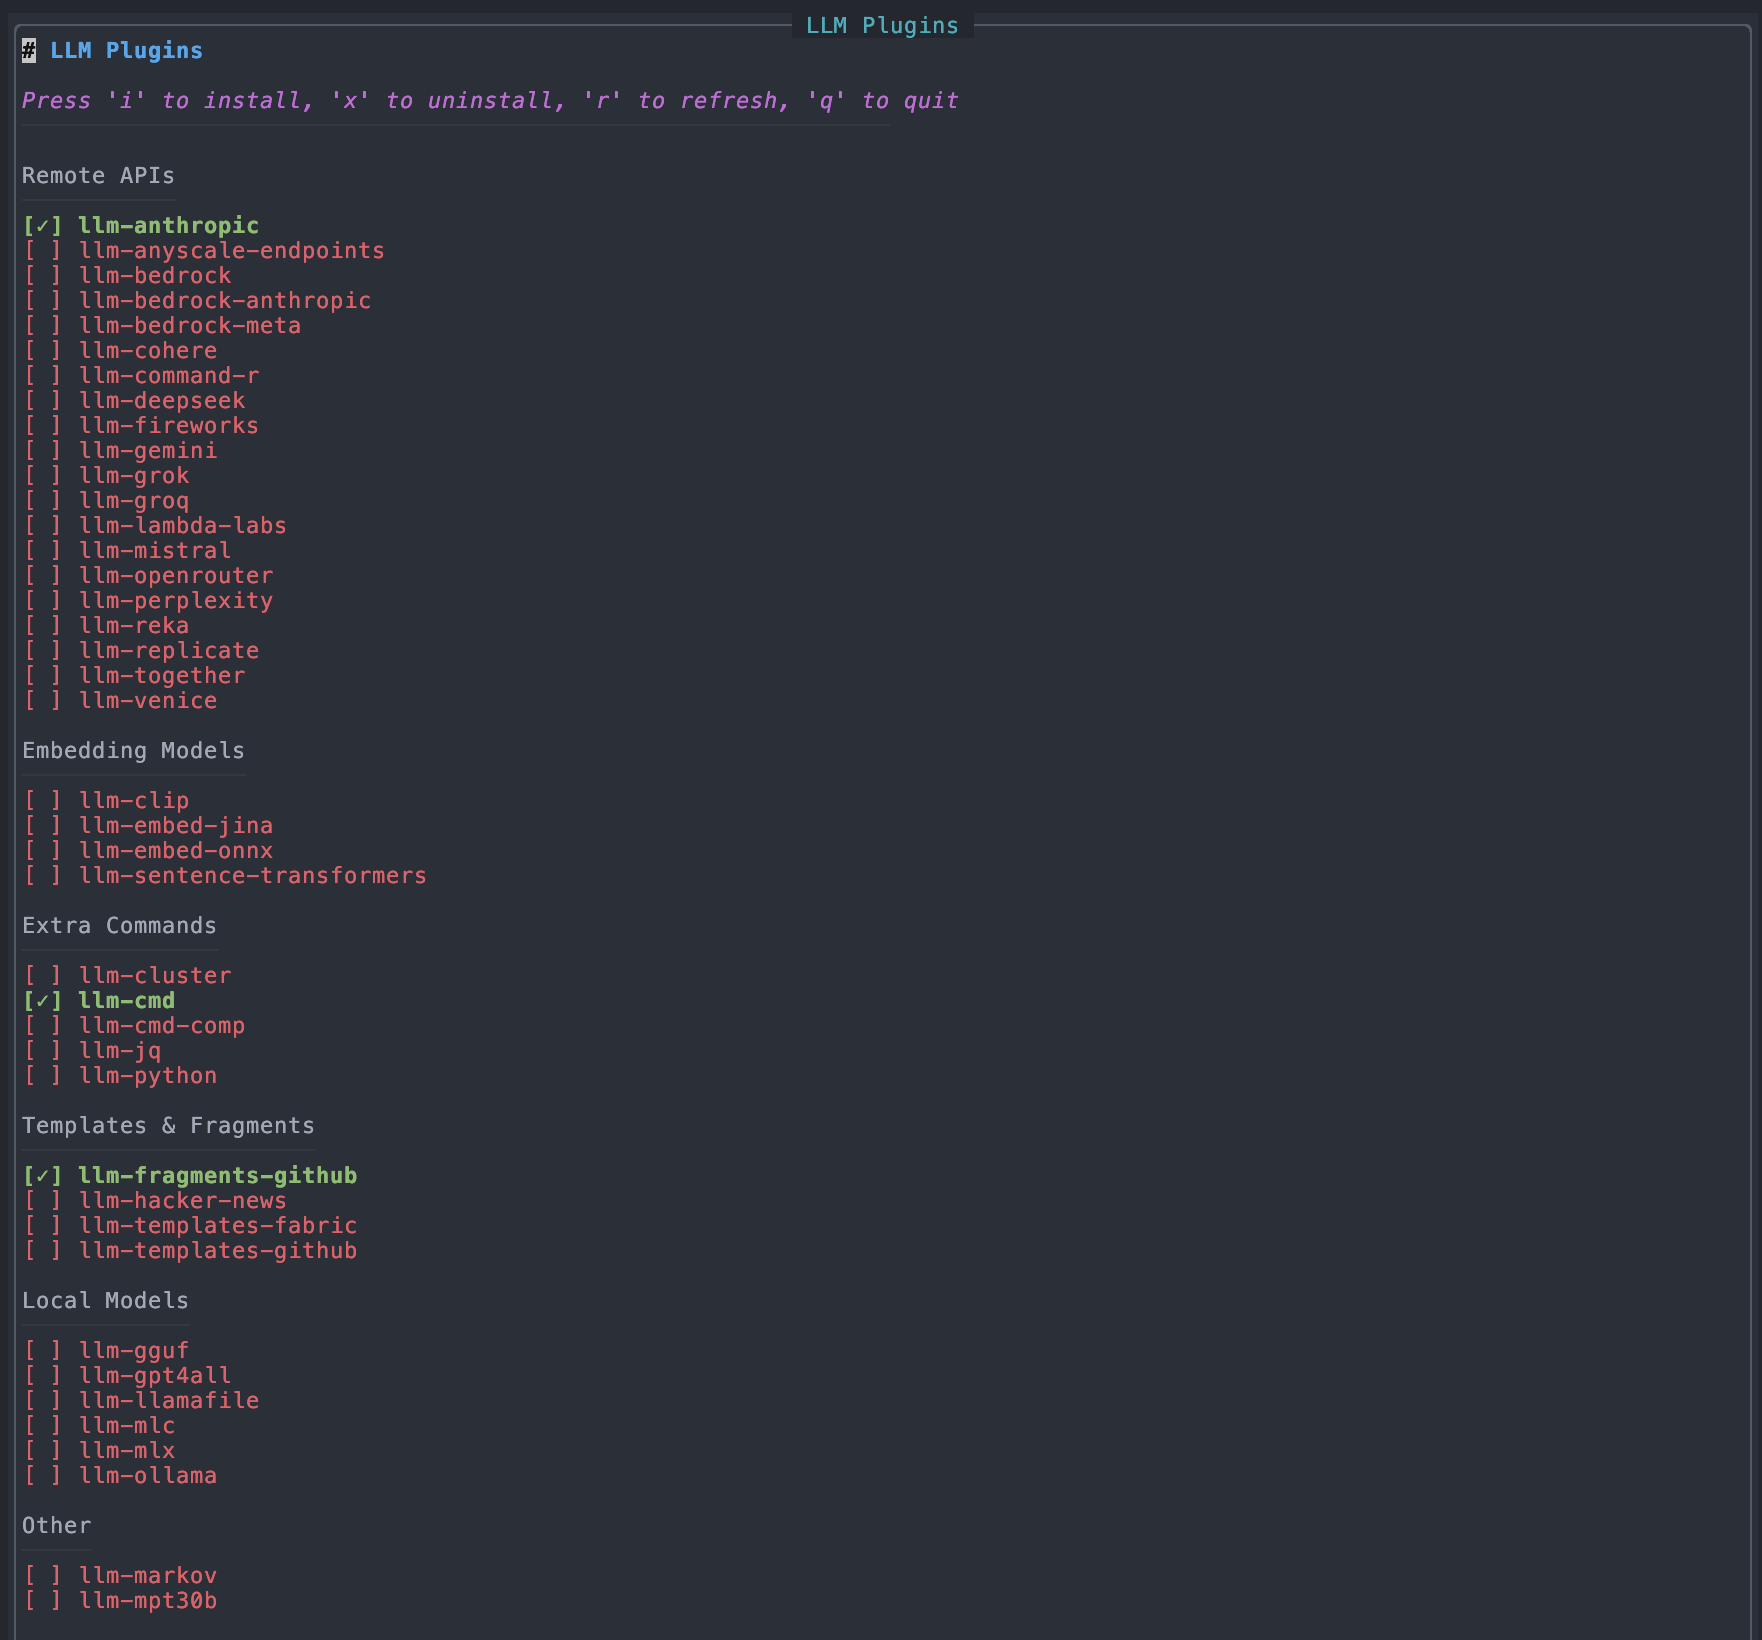 LLM Plugins
# LLM Plugins
Press 'i' to install, 'x' to uninstall, 'r' to refresh, 'q' to quit
Remote APIs
[✓] llm-anthropic
[ ] llm-anyscale-endpoints
[ ] llm-bedrock
[ ] llm-bedrock-anthropic
[ ] llm-bedrock-meta
[ ] llm-cohere
[ ] llm-command-r
[ ] llm-deepseek
[ ] llm-fireworks
[ ] llm-gemini
[ ] llm-grok
[ ] llm-groq
[ ] llm-lambda-labs
[ ] llm-mistral
[ ] llm-openrouter
[ ] llm-perplexity
[ ] llm-reka
[ ] llm-replicate
[ ] llm-together
[ ] llm-venice
Embedding Models
[ ] llm-clip
[ ] llm-embed-jina
[ ] llm-embed-onnx
[ ] llm-sentence-transformers
Extra Commands
[ ] llm-cluster
[✓] llm-cmd
[ ] llm-cmd-comp
[ ] llm-jq
[ ] llm-python
Templates & Fragments
[✓] llm-fragments-github
[ ] llm-hacker-news
[ ] llm-templates-fabric
[ ] llm-templates-github
Local Models
[ ] llm-gguf
[ ] llm-gpt4all
[ ] llm-llamafile
[ ] llm-mlc
[ ] llm-mlx
[ ] llm-ollama
Other
[ ] llm-markov
[ ] llm-mpt30b